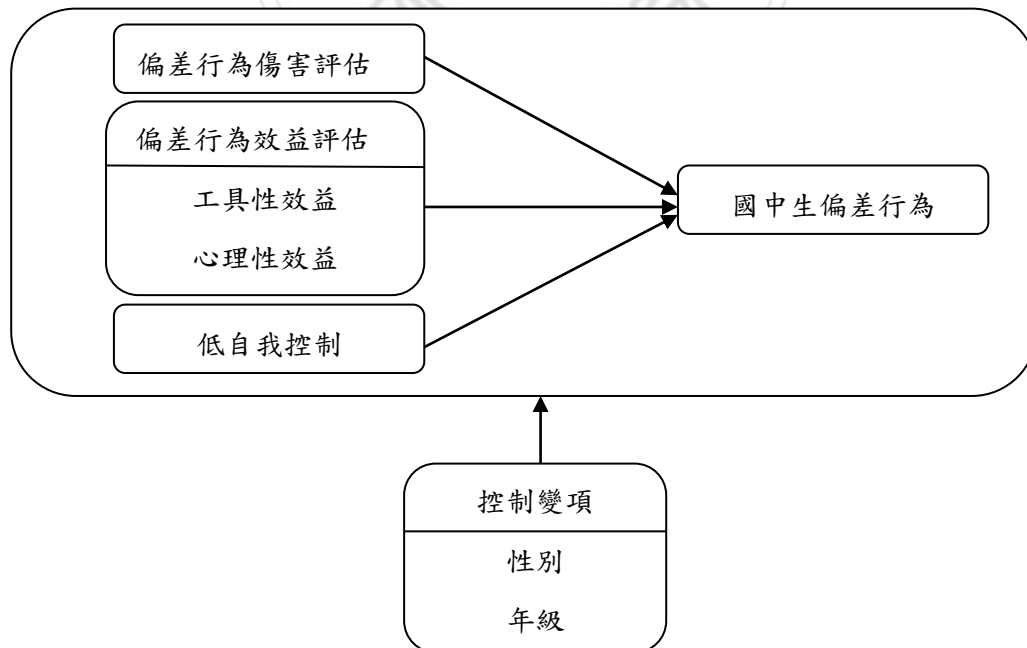 偏差行為傷害評估
偏差行為效益評估
工具性效益
心理性效益
低自我控制
國中生偏差行為
控制變項
性別
年級